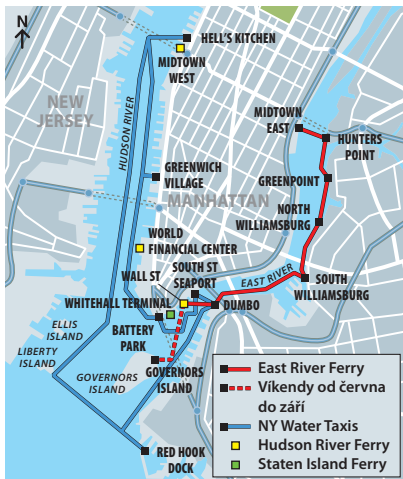 N
HELL'S KITCHEN
MIDTOWN
WEST
NEW
JERSEY
HUDSON RIVER
MIDTOWN
EAST
HUNTERS
POINT
GREENWICH
VILLAGE
GREENPOINT
MANHATTAN
NORTH
WILLIAMSBURG
WORLD
FINANCIAL CENTER
WALL ST
SOUTH ST
SEAPORT
EAST RIVER
SOUTH
WILLIAMSBURG
WHITEHALL TERMINAL
DUMBO
ELLIS
ISLAND
BATTERY
PARK
LIBERTY
ISLAND
GOVERNORS
ISLAND
GOVERNORS
ISLAND
RED HOOK
DOCK
East River Ferry
Víkendy od června
do září
NY Water Taxis
Hudson River Ferry
Staten Island Ferry